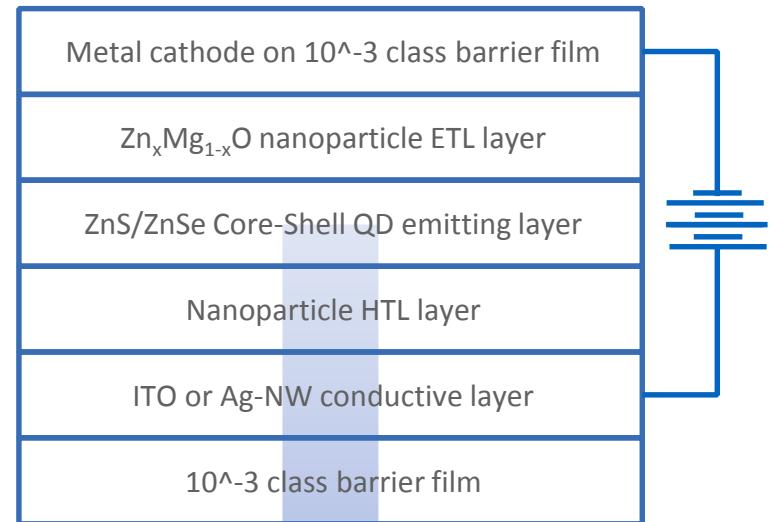 Metal cathode on 10^-3 class barrier film
ZnₓMg₁₋ₓO nanoparticle ETL layer
ZnS/ZnSe Core-Shell QD emitting layer
Nanoparticle HTL layer
ITO or Ag-NW conductive layer
10^-3 class barrier film